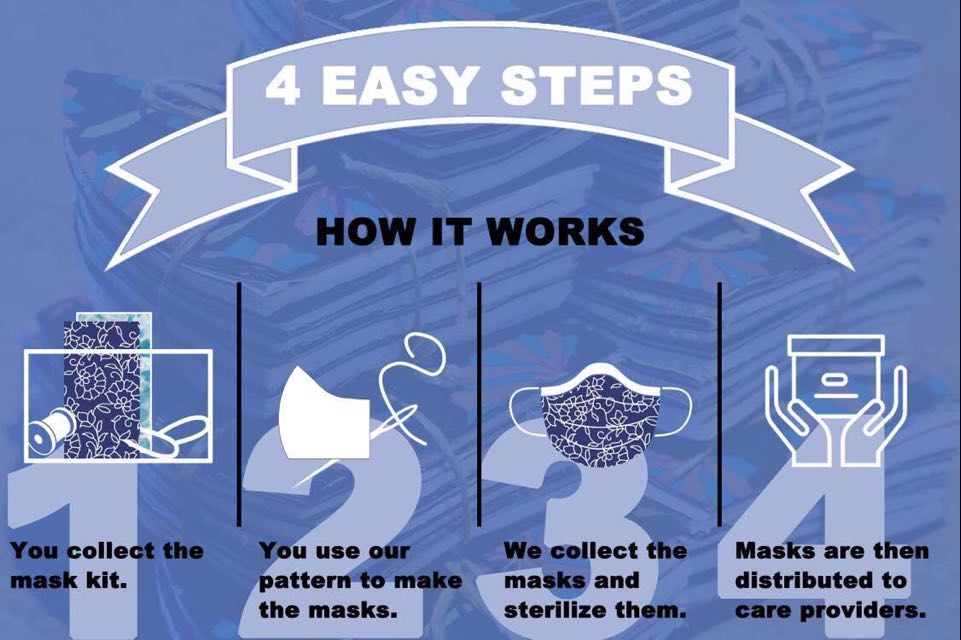 4 EASY STEPS
HOW IT WORKS
1
You collect the
mask kit.
2
You use our
pattern to make
the masks.
3
We collect the
masks and
sterilize them.
4
Masks are then
distributed to
care providers.